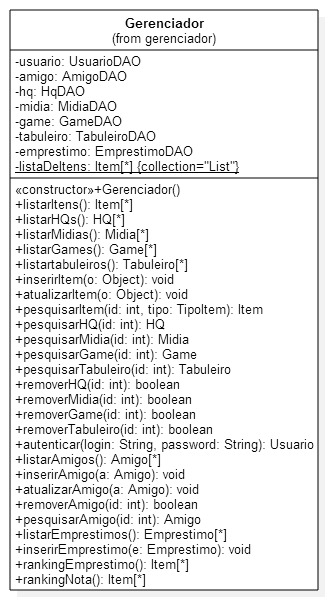 Gerenciador
(from gerenciador)
-usuario: UsuarioDAO
-amigo: AmigoDAO
-hq: HqDAO
-midia: MidiaDAO
-game: GameDAO
-tabuleiro: TabuleiroDAO
-emprestimo: EmprestimoDAO
-listaDeItens: Item[*] {collection="List"}
«constructor»+Gerenciador()
+listarItens(): Item[*]
+listarHQs(): HQ[*]
+listarMidias(): Midia[*]
+listarGames(): Game[*]
+listartabuleiros(): Tabuleiro[*]
+inserirItem(o: Object): void
+atualizarItem(o: Object): void
+pesquisarItem(id: int, tipo: TipoItem): Item
+pesquisarHQ(id: int): HQ
+pesquisarMidia(id: int): Midia
+pesquisarGame(id: int): Game
+pesquisarTabuleiro(id: int): Tabuleiro
+removerHQ(id: int): boolean
+removerMidia(id: int): boolean
+removerGame(id: int): boolean
+removerTabuleiro(id: int): boolean
+autenticar(login: String, password: String): Usuario
+listarAmigos(): Amigo[*]
+inserirAmigo(a: Amigo): void
+atualizarAmigo(a: Amigo): void
+removerAmigo(id: int): boolean
+pesquisarAmigo(id: int): Amigo
+listarEmprestimos(): Emprestimo[*]
+inserirEmprestimo(e: Emprestimo): void
+rankingEmprestimo(): Item[*]
+rankingNota(): Item[*]